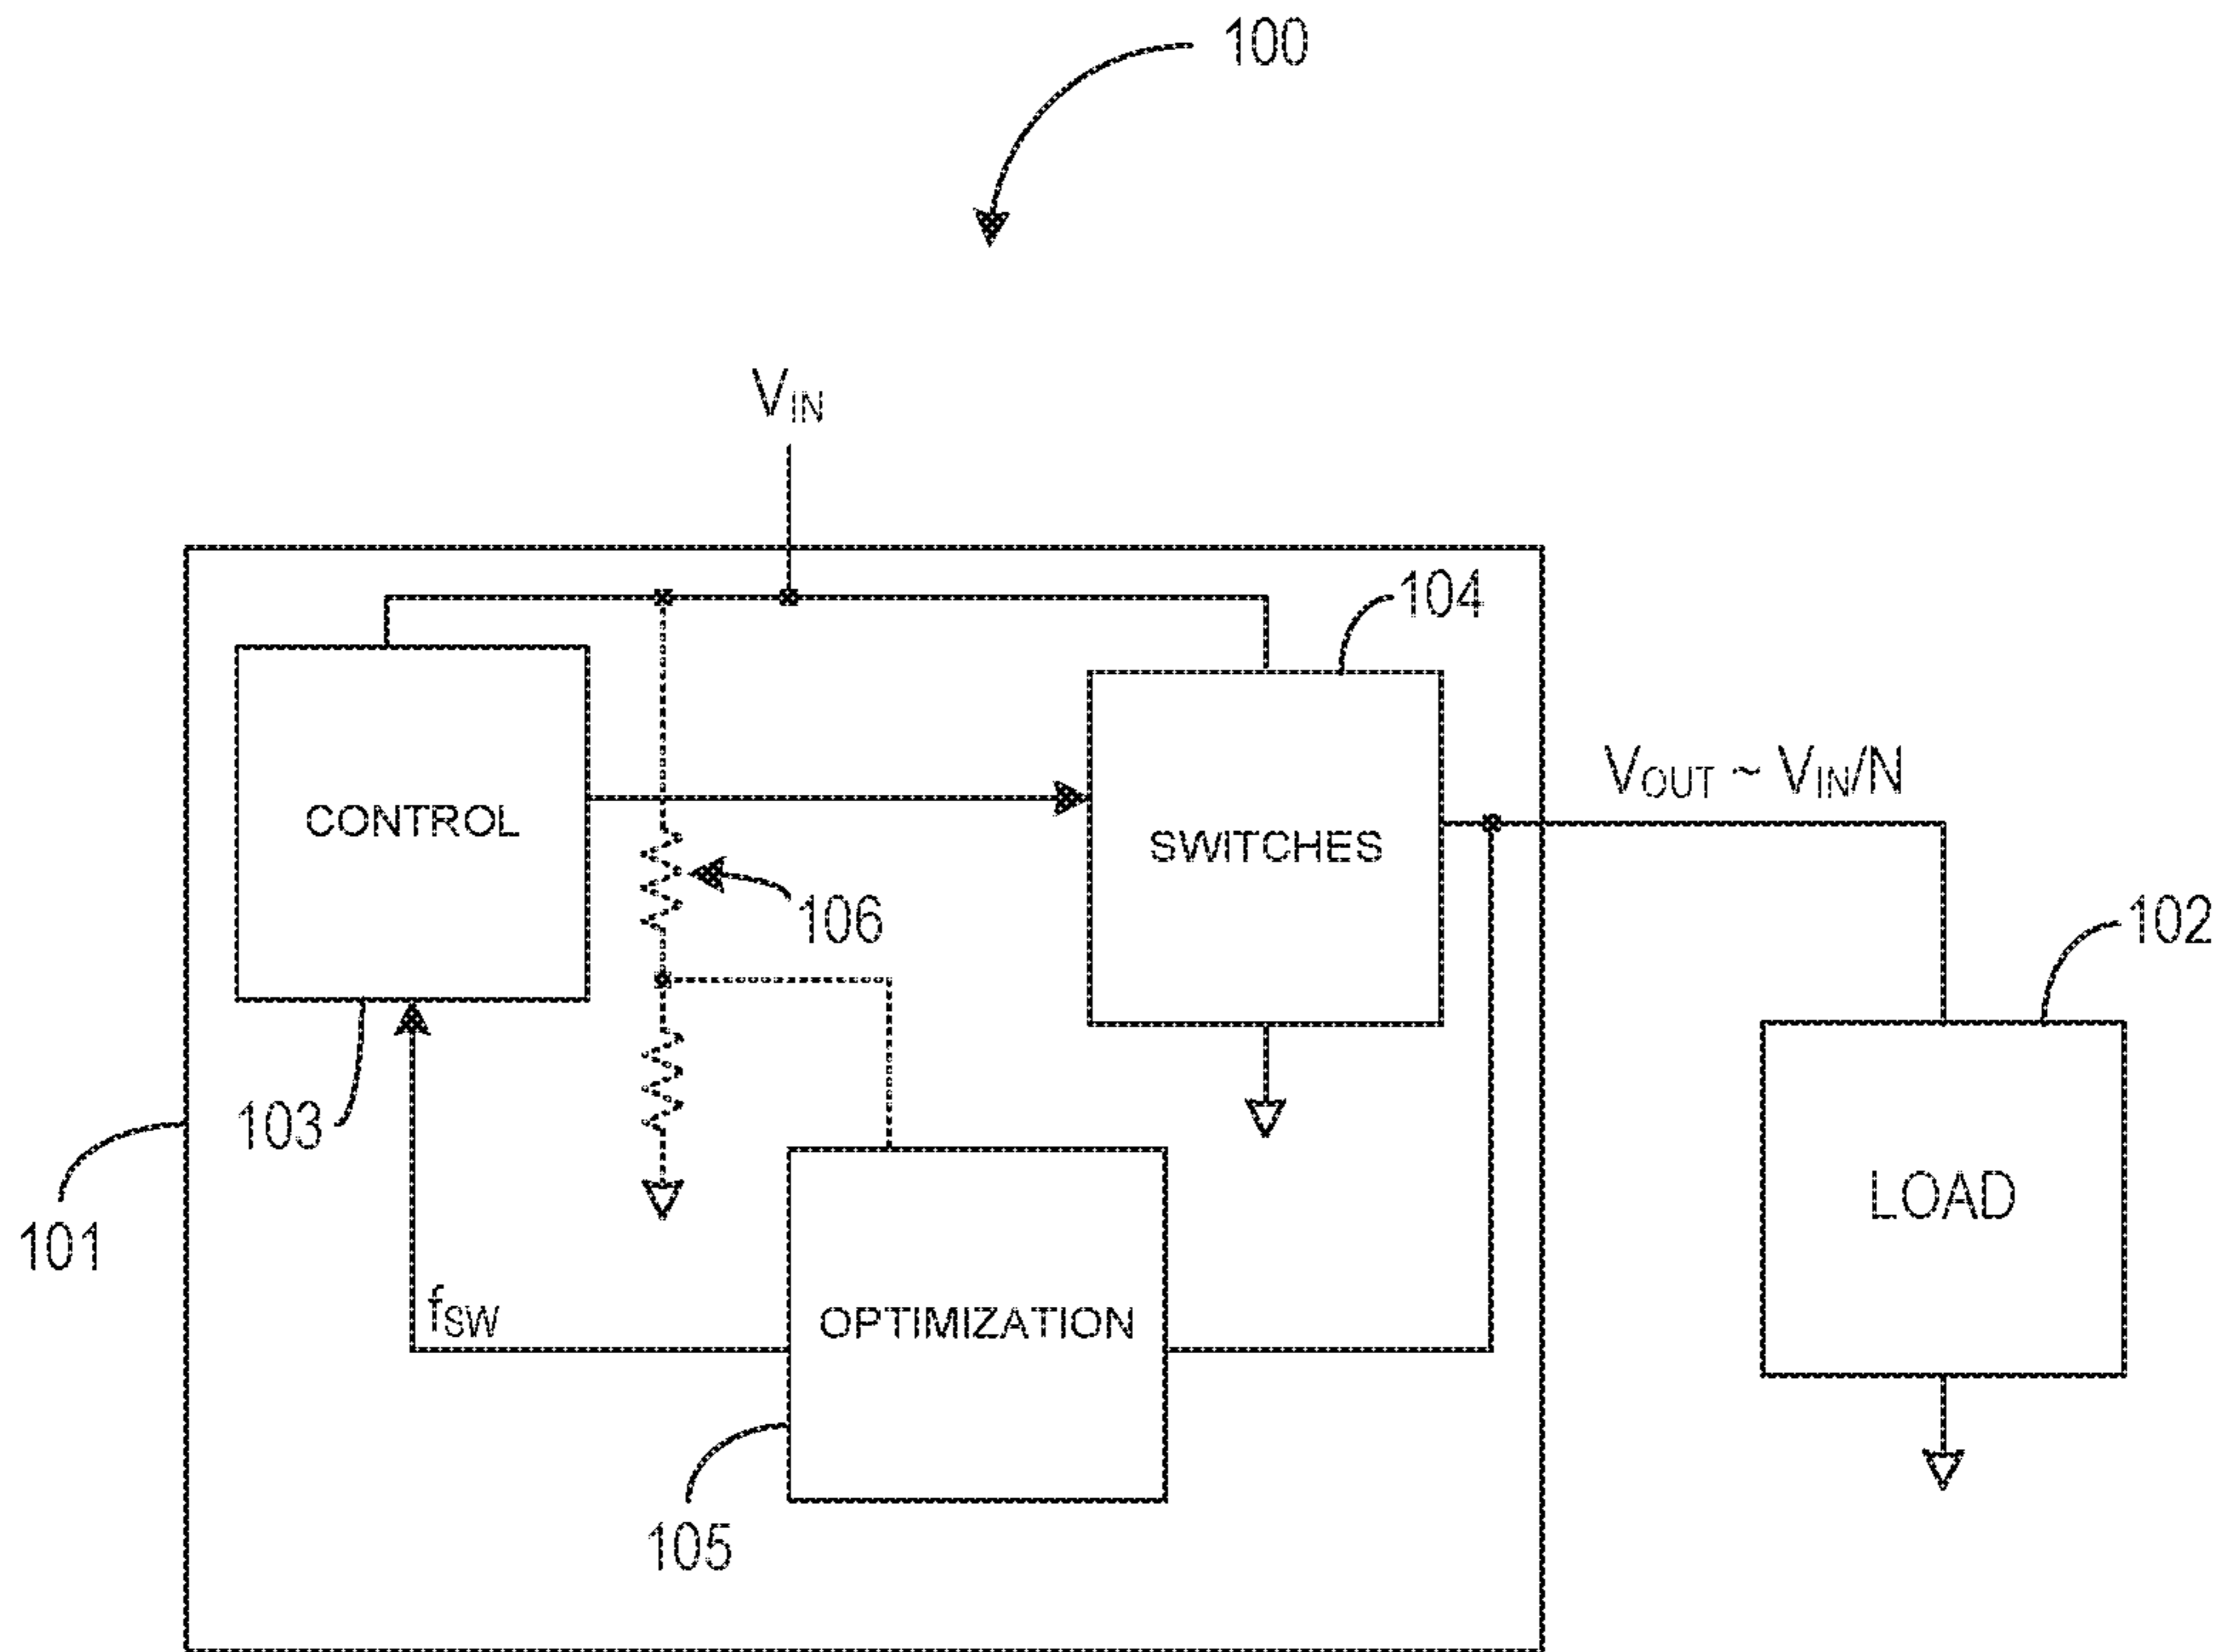 100
VIN
104
VOUT ~ VIN/N
CONTROL
SWITCHES
106
102
103
LOAD
101
fSW
OPTIMIZATION
105